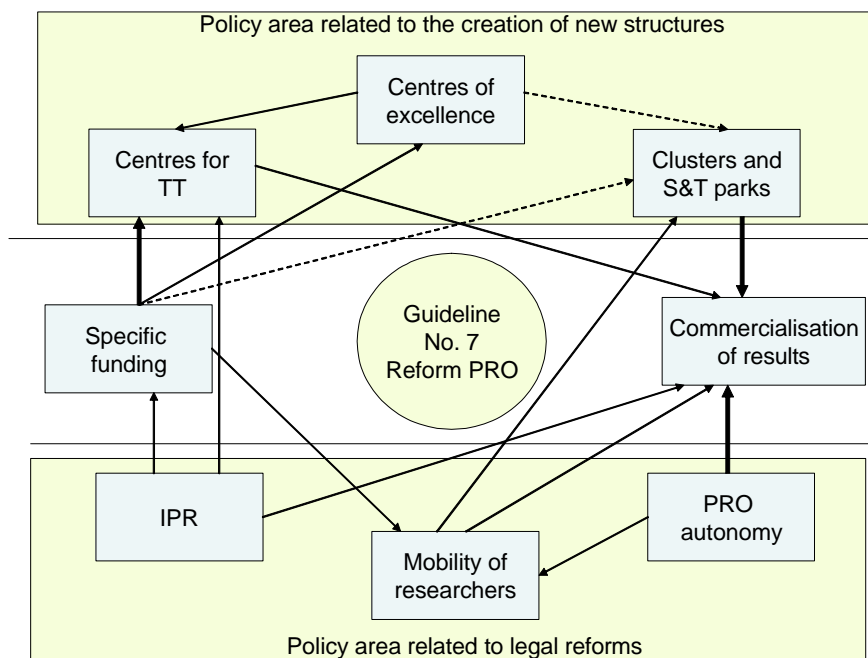 Policy area related to the creation of new structures
Centres of
excellence
Centres for
TT
Clusters and
S&T parks
Specific
funding
Guideline
No. 7
Reform PRO
Commercialisation
of results
IPR
Mobility of
researchers
PRO
autonomy
Policy area related to legal reforms